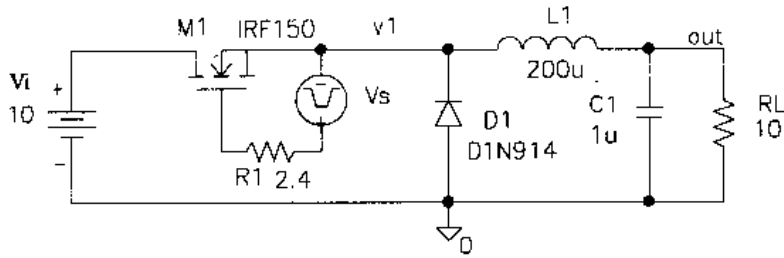 M1 IRF150 v1 L1 out
200u
Vi + 10 -
Vs
R1 2.4
D1
D1N914
C1
1u
RL
10
0